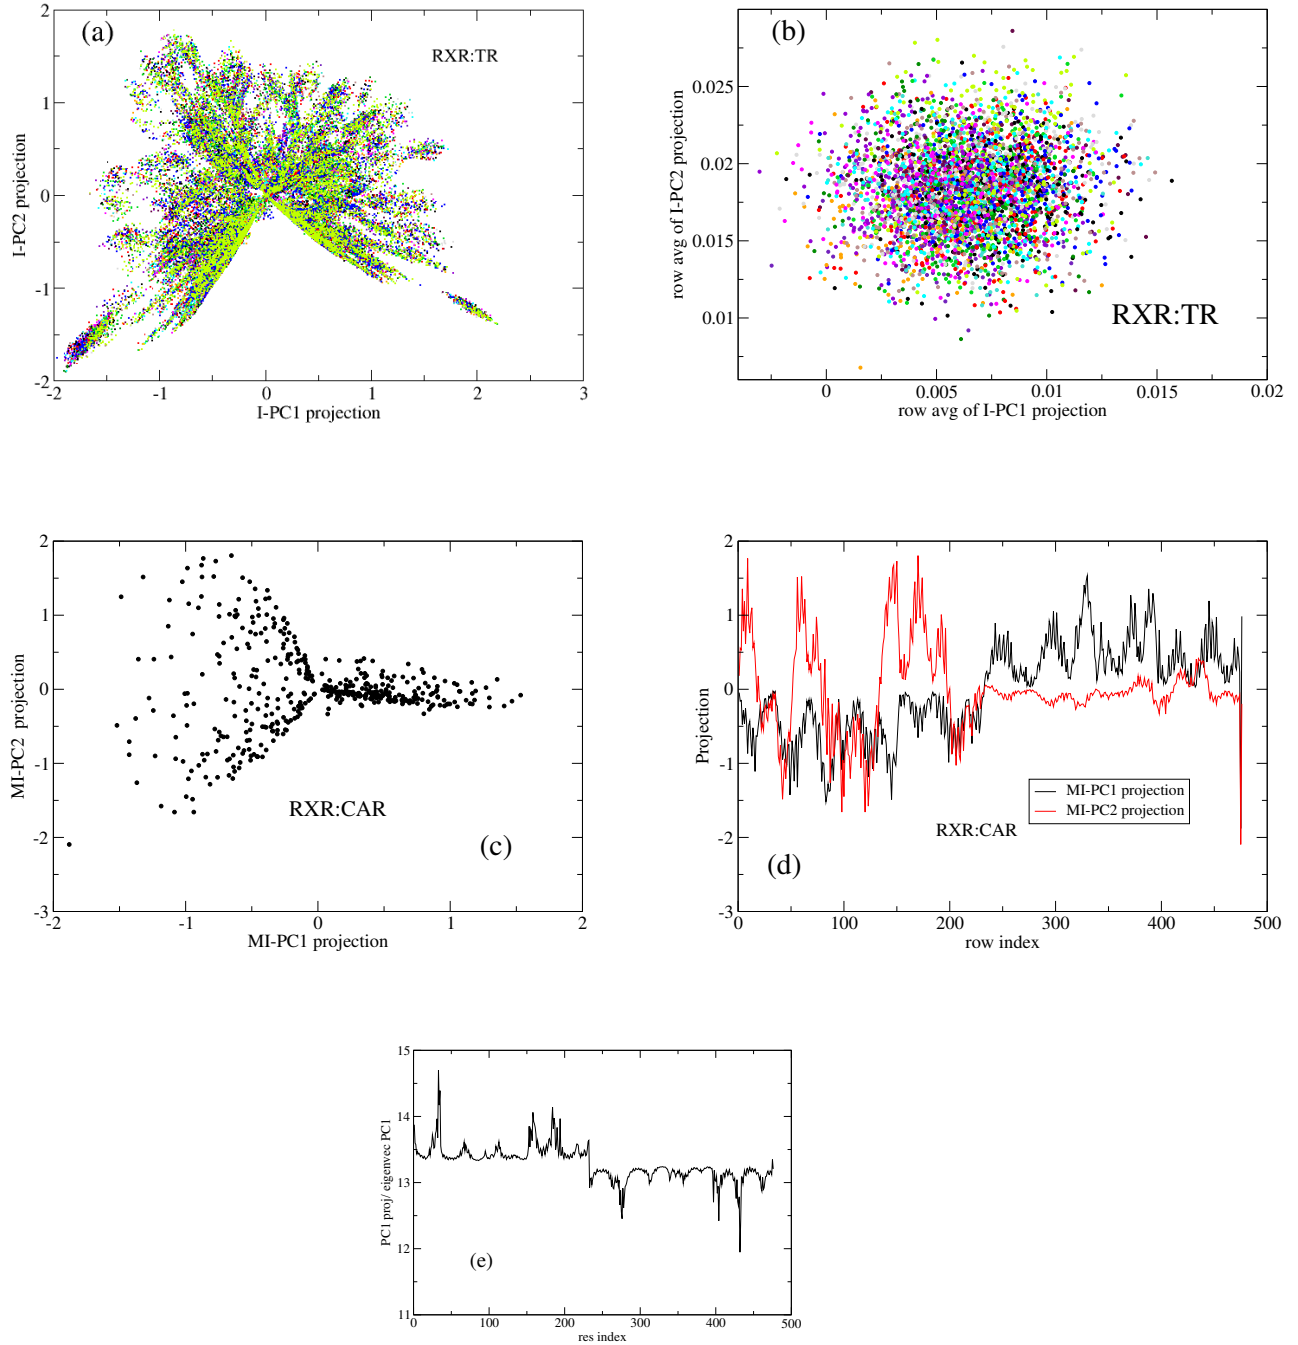 (a)
RXR:TR
2
1
0
-1
-2
-2
-1
0
1
2
3
I-PC1 projection
I-PC2 projection
(b)
0.025
0.02
0.015
0.01
0
0.005
0.01
0.015
0.02
row avg of I-PC1 projection
row avg of I-PC2 projection
RXR:TR
2
1
0
-1
-2
-3
-2
-1
0
1
2
MI-PC1 projection
MI-PC2 projection
RXR:CAR
(c)
2
1
0
-1
-2
-3
0
100
200
300
400
500
row index
Projection
MI-PC1 projection
MI-PC2 projection
RXR:CAR
(d)
15
14
13
12
11
0
100
200
300
400
500
res index
PC1 proj/ eigenvec PC1
(e)